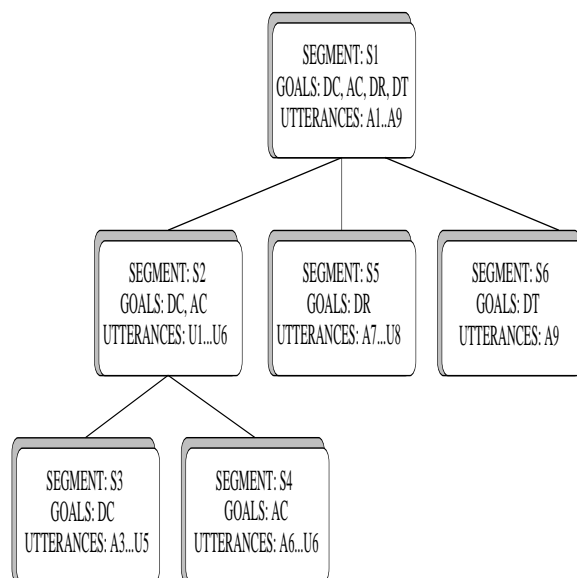 SEGMENT: S1
GOALS: DC, AC, DR, DT
UTTERANCES: A1..A9
SEGMENT: S2
GOALS: DC, AC
UTTERANCES: U1...U6
SEGMENT: S5
GOALS: DR
UTTERANCES: A7...U8
SEGMENT: S6
GOALS: DT
UTTERANCES: A9
SEGMENT: S3
GOALS: DC
UTTERANCES: A3...U5
SEGMENT: S4
GOALS: AC
UTTERANCES: A6...U6